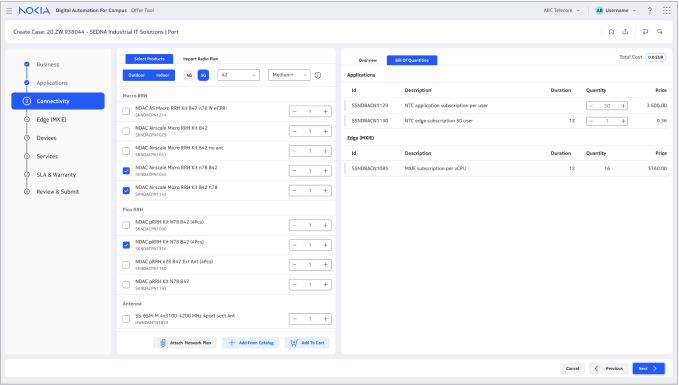 NOKIA Digital Automation For Campus Offer Tool
ABC Telecom
AB Username
?
Create Case: 20.ZW.938044 - SEDNA Industrial IT Solutions | Port
Business
Applications
3 Connectivity
Edge (MXIE)
Devices
Services
SLA & Warranty
Review & Submit
Select Products Import Radio Plan
Outdoor Indoor 4G 5G 42 Medium+
Macro RRH
NDAC AS Macro RRH Kit B42 n78 W eCPRI
SKNDACPN1214
- 1 +
NDAC Airscale Micro RRH Kit B42
SKNDACPN1025
- 1 +
NDAC Airscale Micro RRH Kit B42 no ant
SKNDACPN1041
- 1 +
NDAC Airscale Micro RRH Kit n78 B42
- 1 +
NDAC Airscale Micro RRH Kit B42 n78
SKNDACPN1143
- 1 +
Pico RRH
NDAC pRRH Kit N78 B42 (4Pcs)
- 1 +
NDAC pRRH Kit N78 B42 (4Pcs)
SKNDACPN1116
- 1 +
NDAC pRRH n78 B42 Ext Ant (4Pcs)
SKNDACPN1160
- 1 +
NDAC pRRH Kit N78 B42
SKNDACPN1161
- 1 +
Antenna
S5-65M-M 4x3100-4200 MHz 4port sect Ant
- 1 +
Attach Network Plan + Add From Catalog Add To Cart
Overview Bill Of Quantities
Total Cost 0.0 EUR
Applications
Id Description Duration Quantity Price
SSNDBACN1129 NTC application subscription per user - 50 + 3 500.00
SSNDBACN1130 NTC edge subscription 50 user 12 - 1 + 0.36
Edge (MXIE)
Id Description Duration Quantity Price
SSNDBACN1085 MXIE subscription per vCPU 12 16 5760.00
Cancel Previous Next